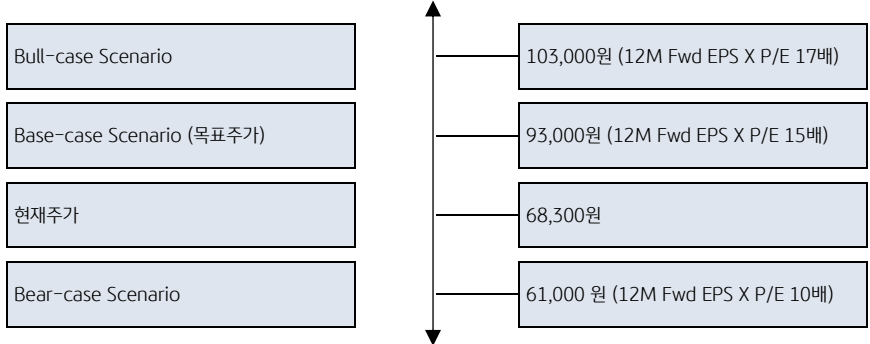 Bull-case Scenario
103,000원 (12M Fwd EPS X P/E 17배)
Base-case Scenario (목표주가)
93,000원 (12M Fwd EPS X P/E 15배)
현재주가
68,300원
Bear-case Scenario
61,000 원 (12M Fwd EPS X P/E 10배)